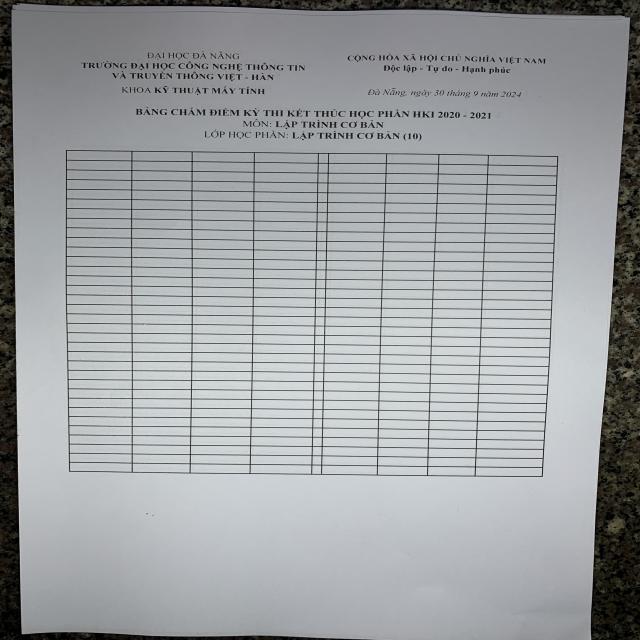 ĐẠI HỌC ĐÀ NẴNG
TRƯỜNG ĐẠI HỌC CÔNG NGHỆ THÔNG TIN
VÀ TRUYỀN THÔNG VIỆT - HÀN
KHOA KỸ THUẬT MÁY TÍNH
CỘNG HÒA XÃ HỘI CHỦ NGHĨA VIỆT NAM
Độc lập - Tự do - Hạnh phúc
Đà Nẵng, ngày 30 tháng 9 năm 2024
BẢNG CHẤM ĐIỂM KỲ THI KẾT THÚC HỌC PHẦN HKI 2020 - 2021
MÔN: LẬP TRÌNH CƠ BẢN
LỚP HỌC PHẦN: LẬP TRÌNH CƠ BẢN (10)